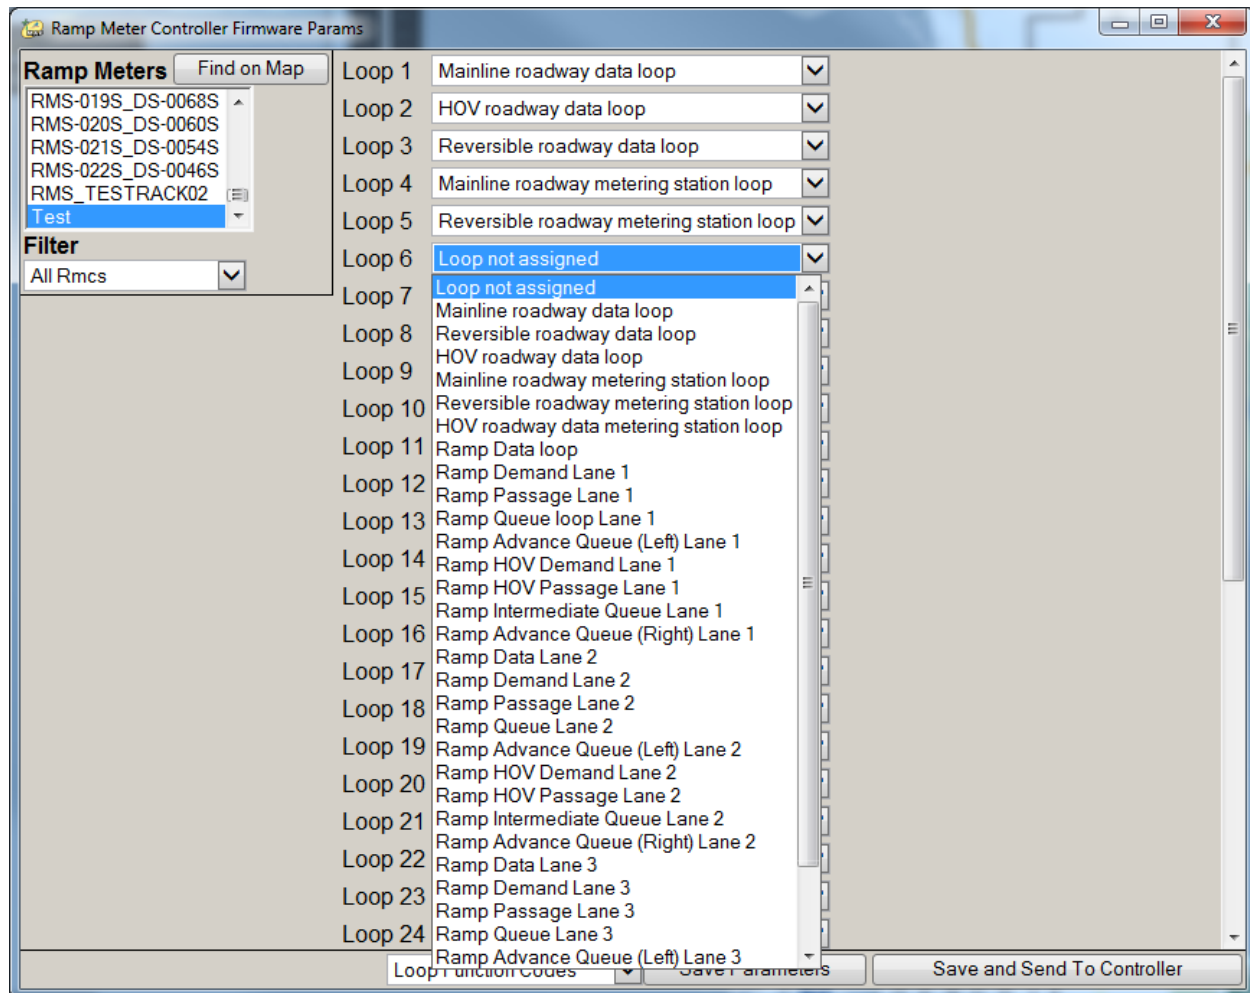 Ramp Meter Controller Firmware Params
Ramp Meters
Find on Map
RMS-019S_DS-0068S
RMS-020S_DS-0060S
RMS-021S_DS-0054S
RMS-022S_DS-0046S
RMS_TESTRACK02
Test
Filter
All Rmcs
Loop 1 Mainline roadway data loop
Loop 2 HOV roadway data loop
Loop 3 Reversible roadway data loop
Loop 4 Mainline roadway metering station loop
Loop 5 Reversible roadway metering station loop
Loop 6 Loop not assigned
Loop 7
Loop 8
Loop 9
Loop 10
Loop 11
Loop 12
Loop 13
Loop 14
Loop 15
Loop 16
Loop 17
Loop 18
Loop 19
Loop 20
Loop 21
Loop 22
Loop 23
Loop 24
Loop not assigned
Mainline roadway data loop
Reversible roadway data loop
HOV roadway data loop
Mainline roadway metering station loop
Reversible roadway metering station loop
HOV roadway data metering station loop
Ramp Data loop
Ramp Demand Lane 1
Ramp Passage Lane 1
Ramp Queue loop Lane 1
Ramp Advance Queue (Left) Lane 1
Ramp HOV Demand Lane 1
Ramp HOV Passage Lane 1
Ramp Intermediate Queue Lane 1
Ramp Advance Queue (Right) Lane 1
Ramp Data Lane 2
Ramp Demand Lane 2
Ramp Passage Lane 2
Ramp Queue Lane 2
Ramp Advance Queue (Left) Lane 2
Ramp HOV Demand Lane 2
Ramp HOV Passage Lane 2
Ramp Intermediate Queue Lane 2
Ramp Advance Queue (Right) Lane 2
Ramp Data Lane 3
Ramp Demand Lane 3
Ramp Passage Lane 3
Ramp Queue Lane 3
Ramp Advance Queue (Left) Lane 3
Loop Function Codes
Save Parameters
Save and Send To Controller